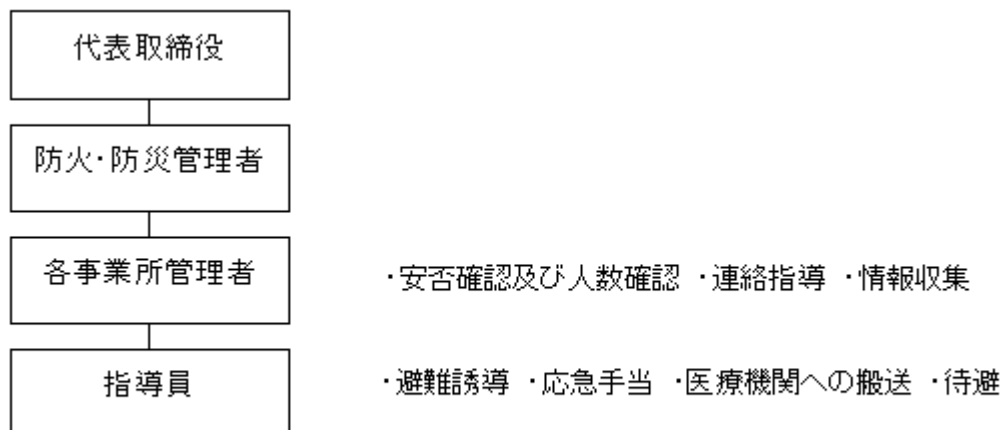 代表取締役
防火・防災管理者
各事業所管理者
・安否確認及び人数確認 ・連絡指導 ・情報収集
指導員
・避難誘導 ・応急手当 ・医療機関への搬送 ・待避